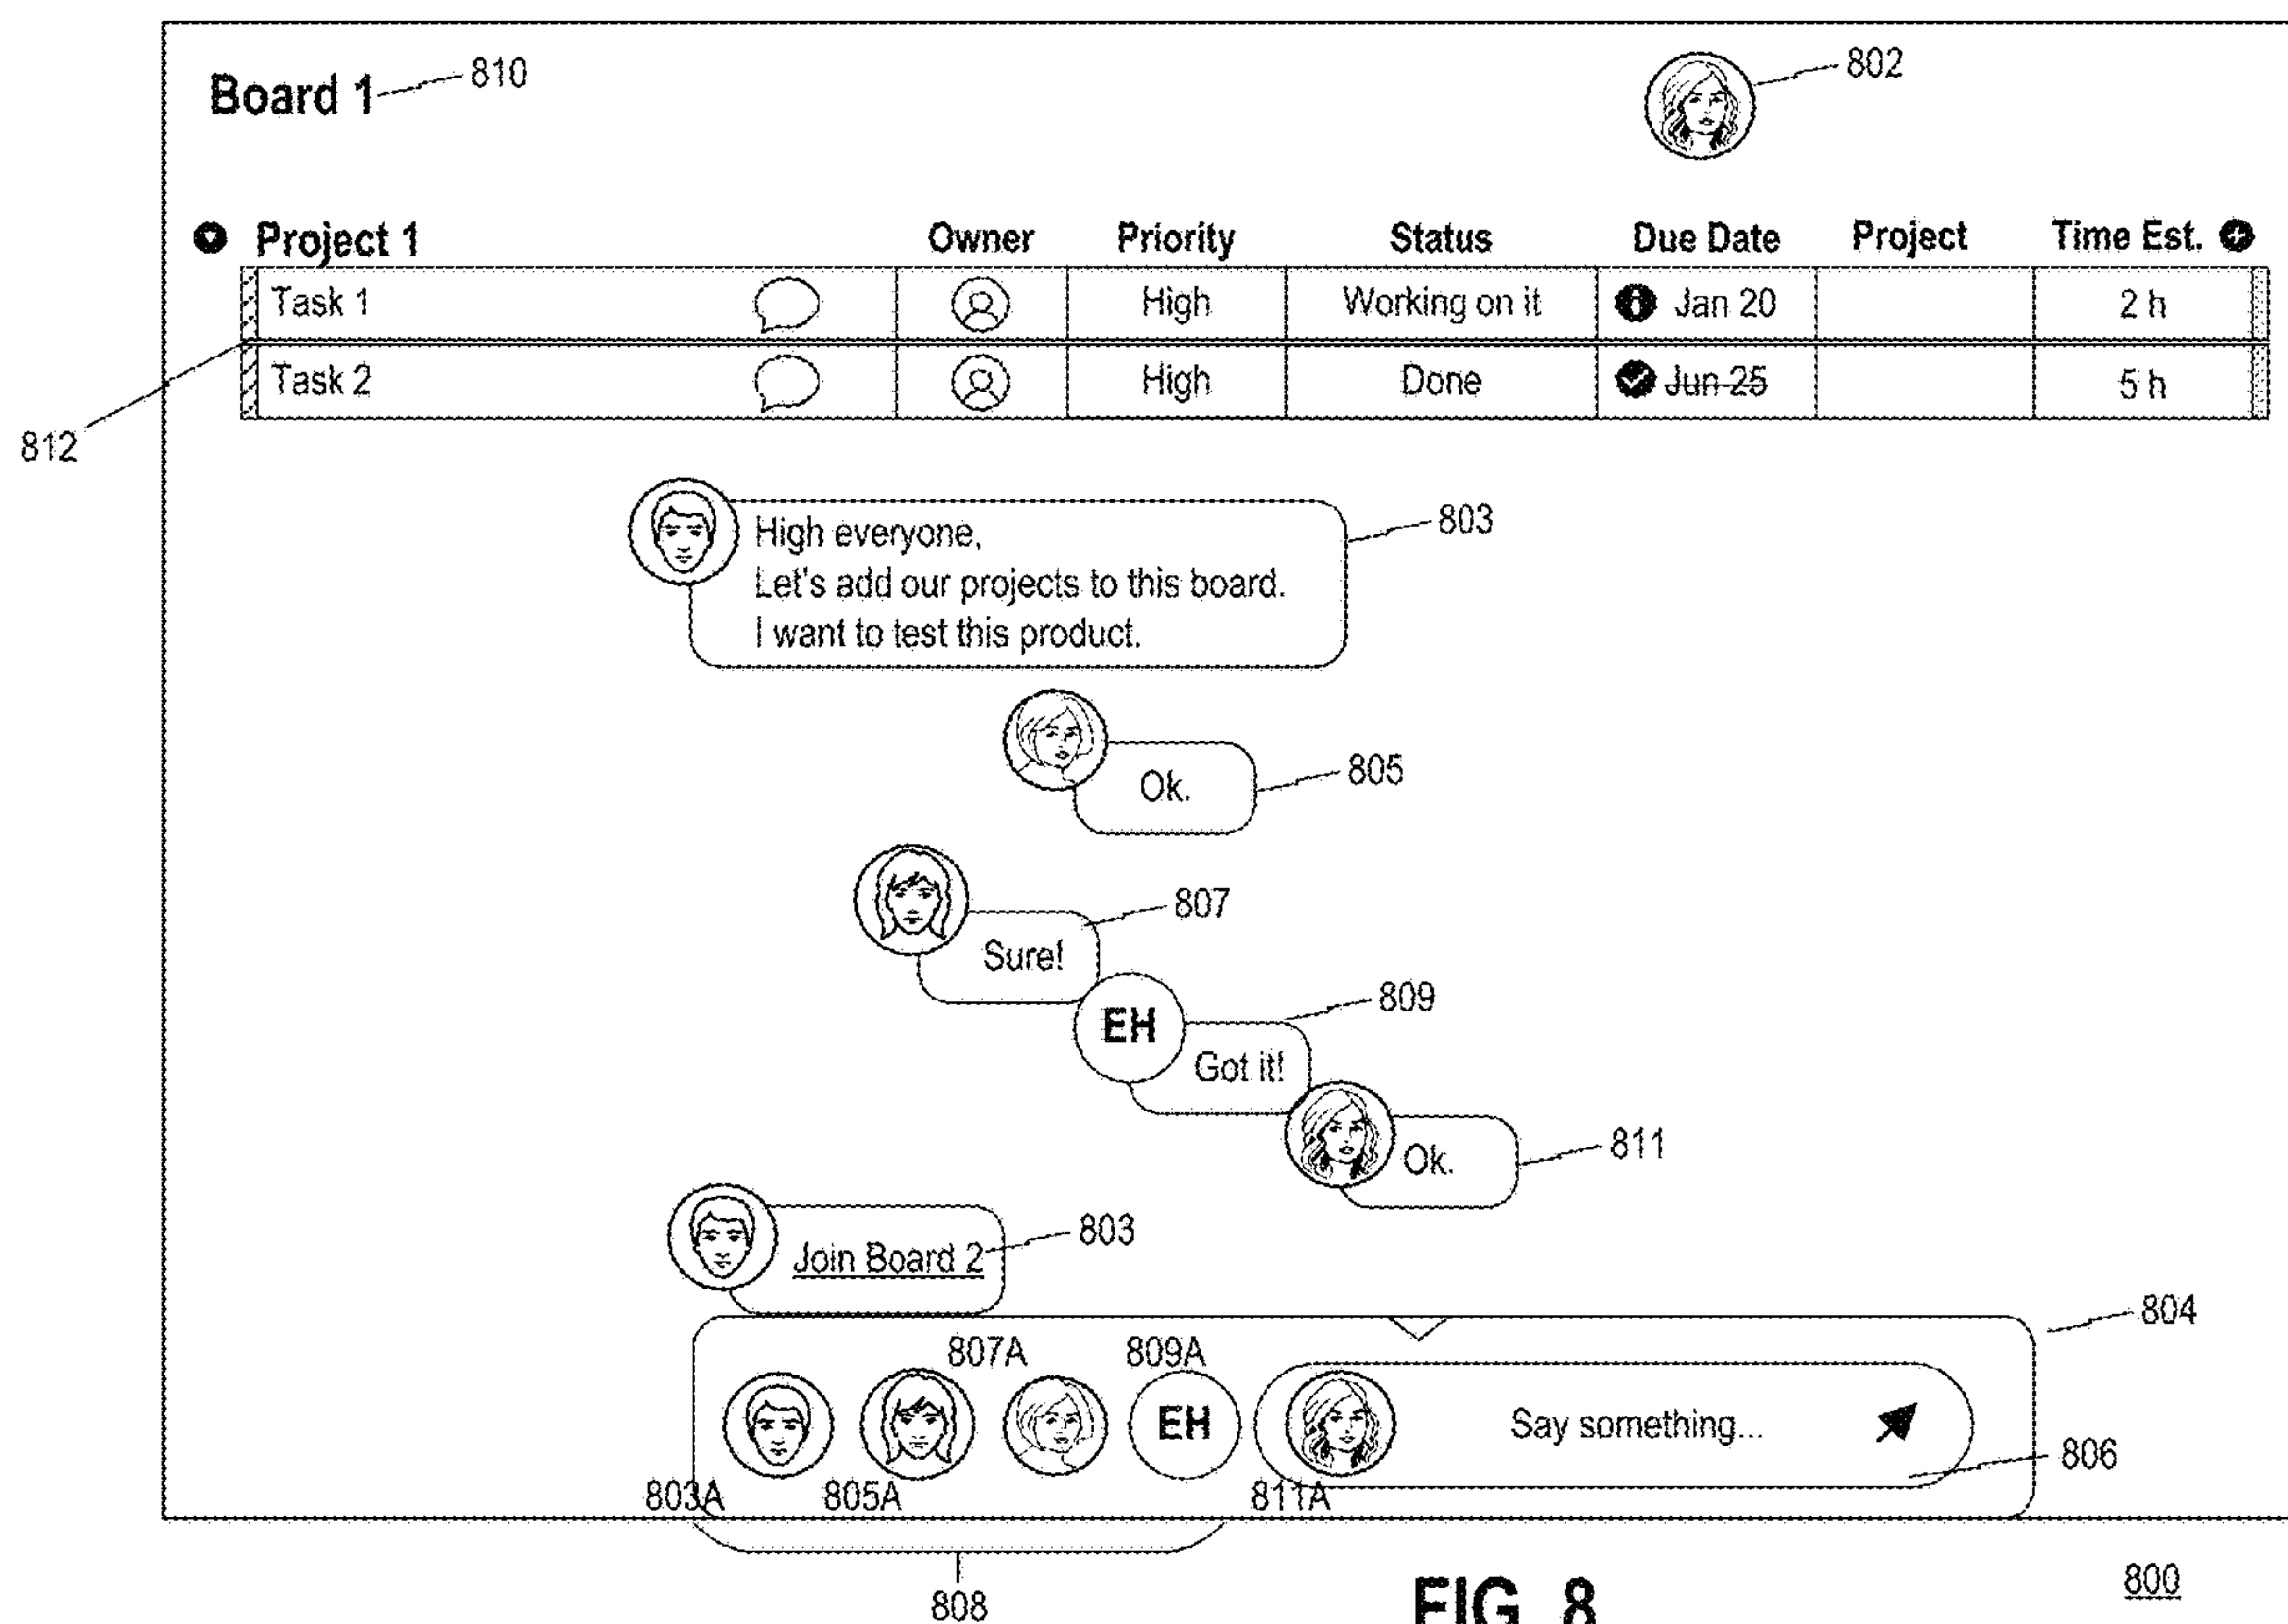 Board 1 810 802
Project 1 Owner Priority Status Due Date Project Time Est.
Task 1 High Working on it Jan 20 2 h
Task 2 High Done Jun 25 5 h
812
High everyone, 803
Let's add our projects to this board.
I want to test this product.
Ok. 805
807
Sure!
809
EH
Got it!
Ok. 811
Join Board 2 803
804
807A 809A
EH Say something...
806
803A 805A 811A
808
FIG. 8 800